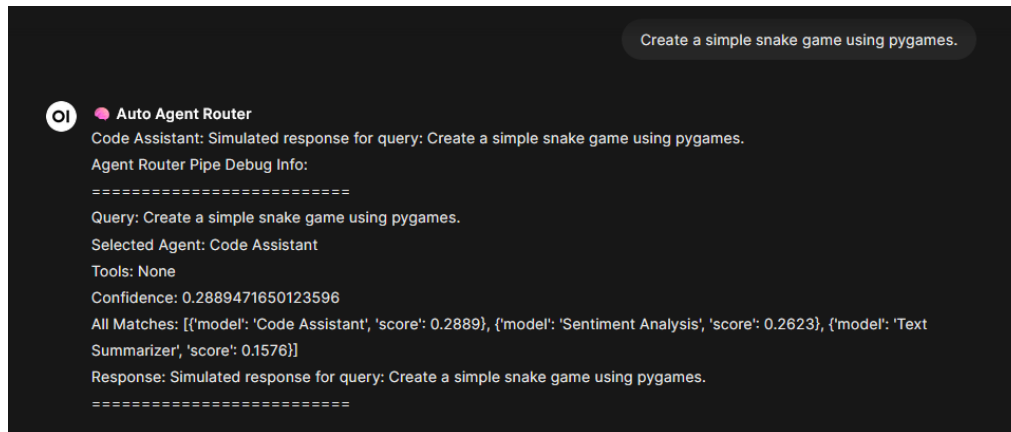 Create a simple snake game using pygames.
OI
Auto Agent Router
Code Assistant: Simulated response for query: Create a simple snake game using pygames.
Agent Router Pipe Debug Info:
==========================
Query: Create a simple snake game using pygames.
Selected Agent: Code Assistant
Tools: None
Confidence: 0.2889471650123596
All Matches: [{'model': 'Code Assistant', 'score': 0.2889}, {'model': 'Sentiment Analysis', 'score': 0.2623}, {'model': 'Text
Summarizer', 'score': 0.1576}]
Response: Simulated response for query: Create a simple snake game using pygames.
==========================